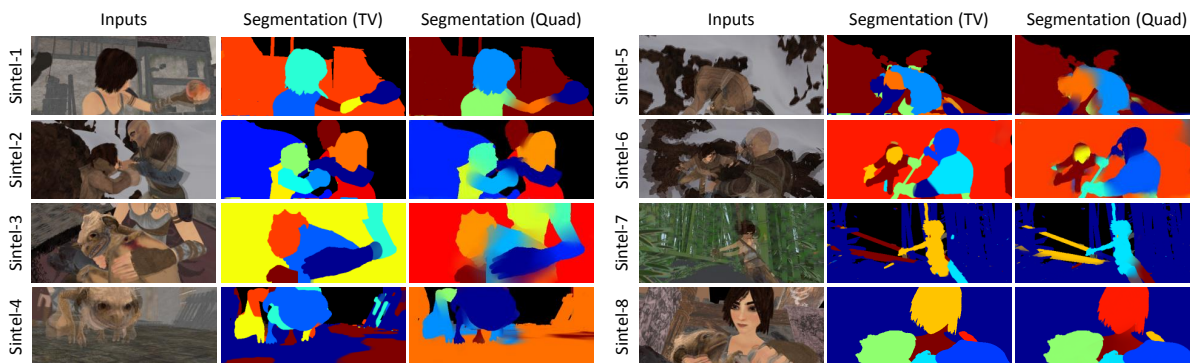 Inputs Segmentation (TV) Segmentation (Quad) Inputs Segmentation (TV) Segmentation (Quad)
Sintel-1
Sintel-2
Sintel-3
Sintel-4
Sintel-5
Sintel-6
Sintel-7
Sintel-8